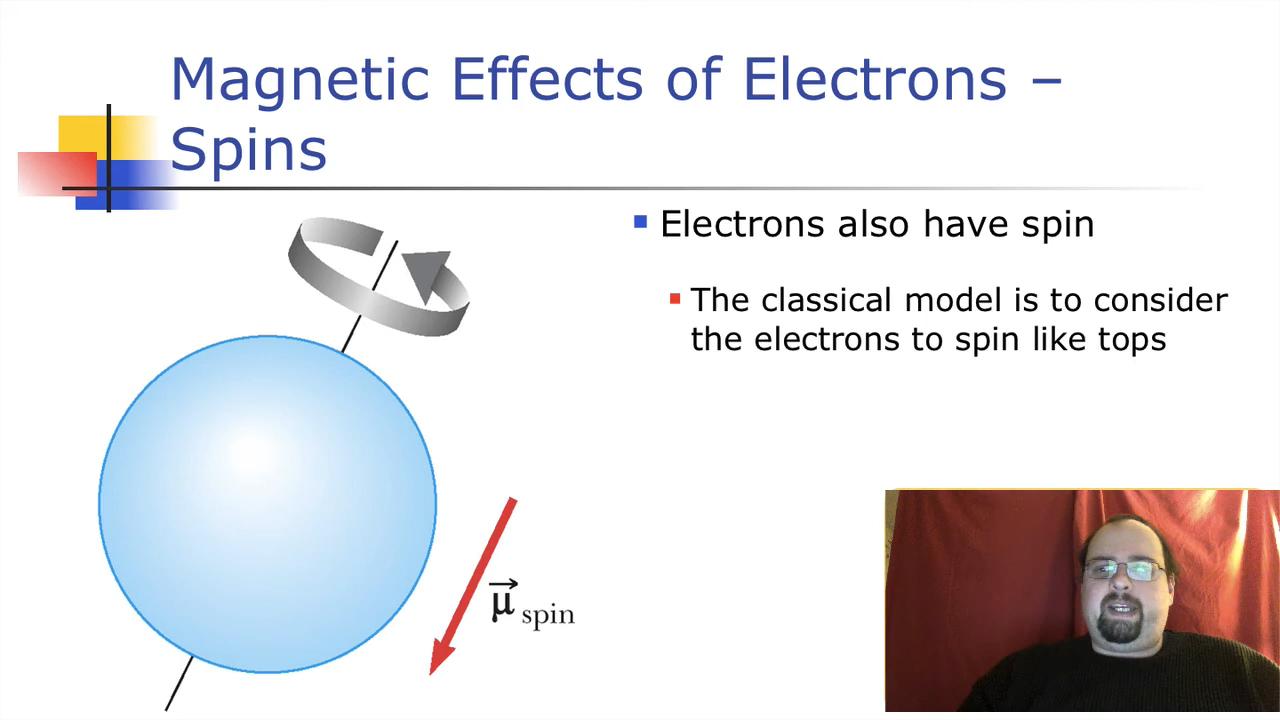 Magnetic Effects of Electrons –
Spins
Electrons also have spin
The classical model is to consider
the electrons to spin like tops
μ spin